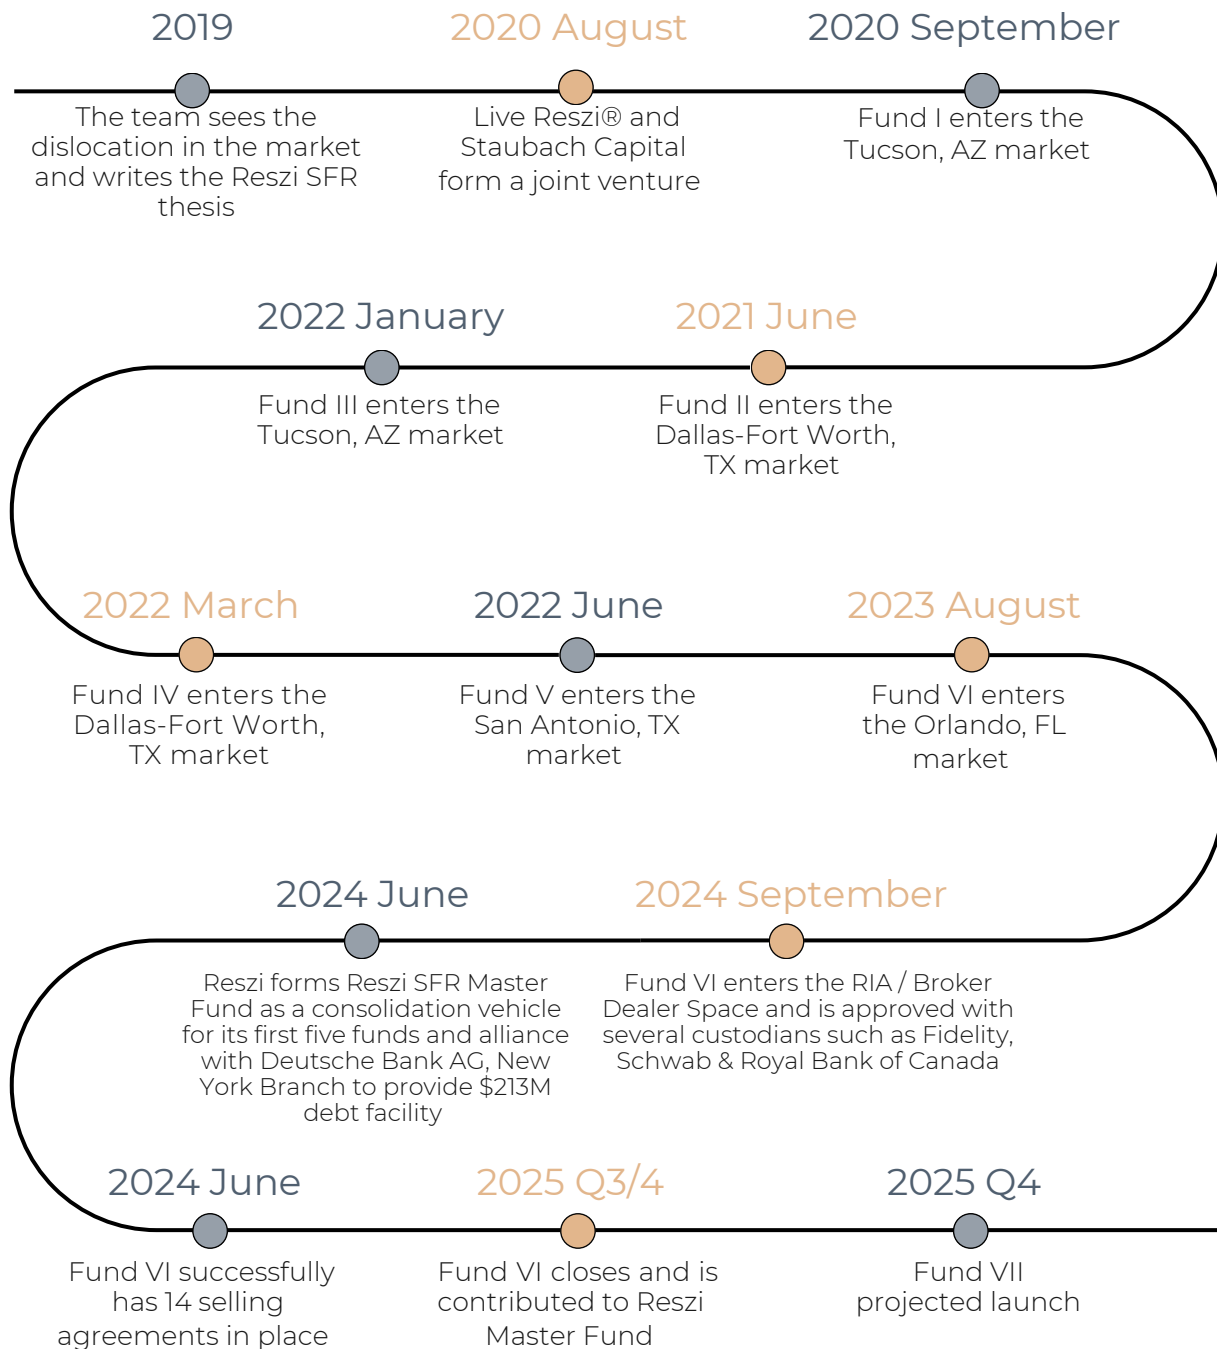 2019
The team sees the
dislocation in the market
and writes the Reszi SFR
thesis
2020 August
Live Reszi® and
Staubach Capital
form a joint venture
2020 September
Fund I enters the
Tucson, AZ market
2021 June
Fund II enters the
Dallas-Fort Worth,
TX market
2022 January
Fund III enters the
Tucson, AZ market
2022 March
Fund IV enters the
Dallas-Fort Worth,
TX market
2022 June
Fund V enters the
San Antonio, TX
market
2023 August
Fund VI enters
the Orlando, FL
market
2024 September
Fund VI enters the RIA / Broker
Dealer Space and is approved with
several custodians such as Fidelity,
Schwab & Royal Bank of Canada
2024 June
Reszi forms Reszi SFR Master
Fund as a consolidation vehicle
for its first five funds and alliance
with Deutsche Bank AG, New
York Branch to provide $213M
debt facility
2024 June
Fund VI successfully
has 14 selling
agreements in place
2025 Q3/4
Fund VI closes and is
contributed to Reszi
Master Fund
2025 Q4
Fund VII
projected launch